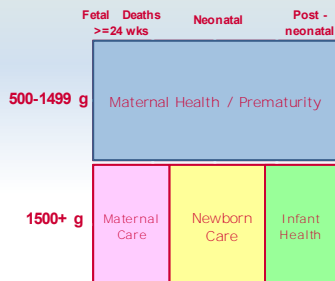 Fetal Deaths >=24 wks
Neonatal
Post - neonatal
500-1499 g
Maternal Health / Prematurity
1500+ g
Maternal Care
Newborn Care
Infant Health